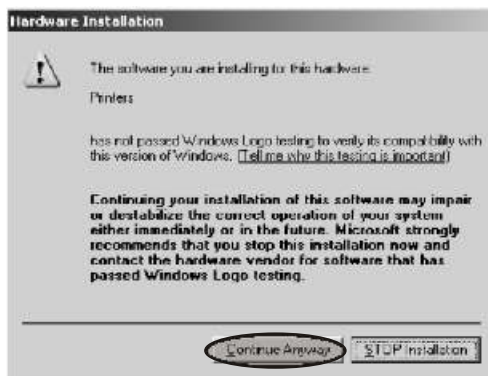 Hardware Installation
The software you are installing for this hardware:
Printers
has not passed Windows Logo testing to verify its compatibility with
this version of Windows. (Tell me why this testing is important.)
Continuing your installation of this software may impair
or destabilize the correct operation of your system
either immediately or in the future. Microsoft strongly
recommends that you stop this installation now and
contact the hardware vendor for software that has
passed Windows Logo testing.
Continue Anyway
STOP Installation